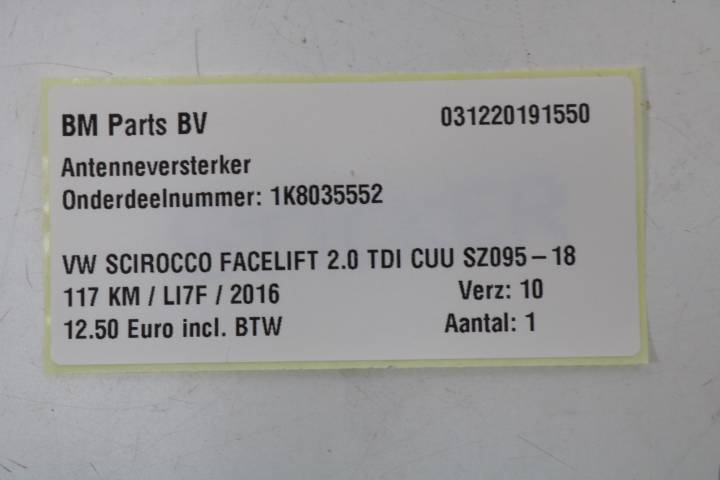 BM Parts BV 031220191550
Antenneversterker
Onderdeelnummer: 1K8035552
VW SCIROCCO FACELIFT 2.0 TDI CUU SZ095-18
117 KM / LI7F / 2016 Verz: 10
12.50 Euro incl. BTW Aantal: 1